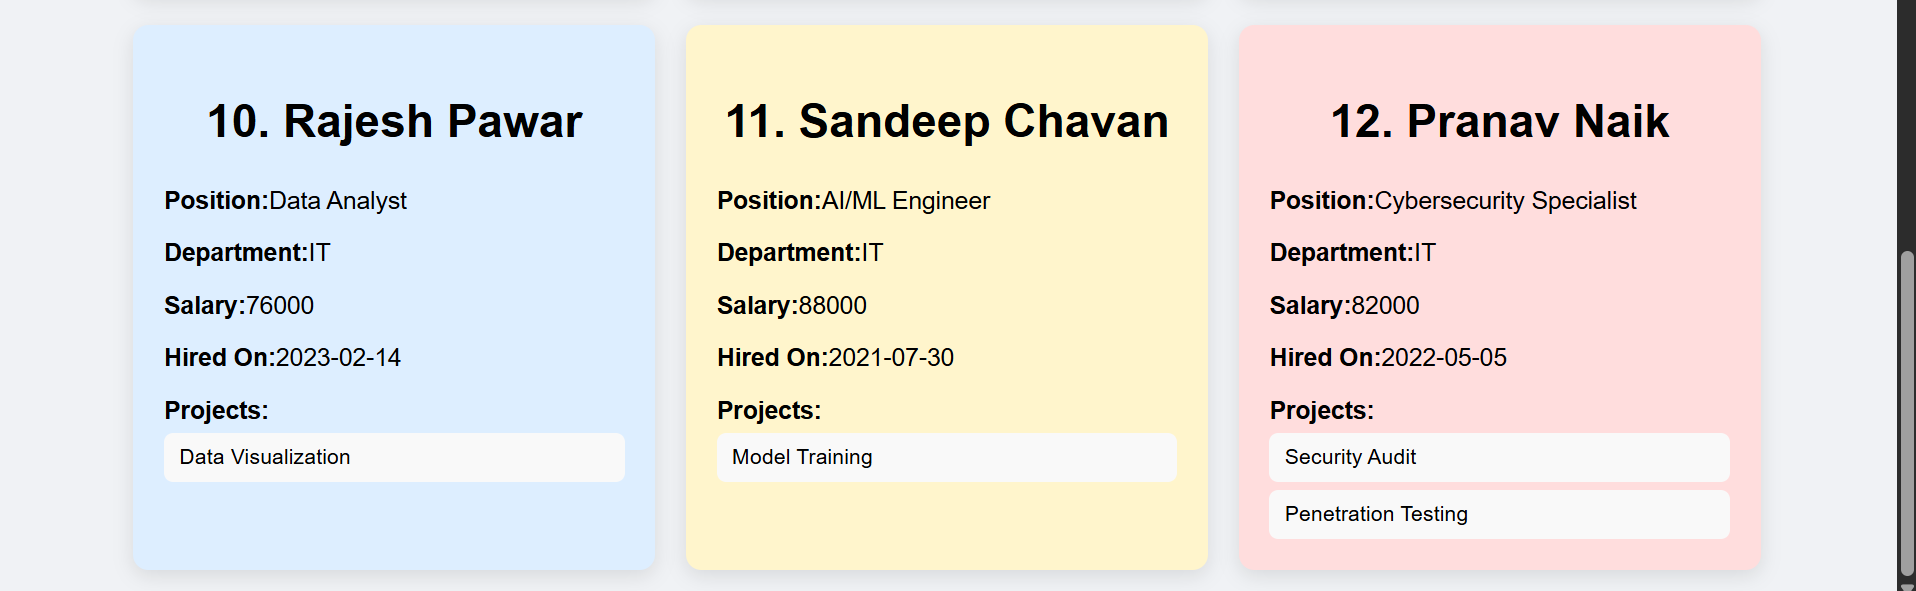 10. Rajesh Pawar
Position:Data Analyst
Department:IT
Salary:76000
Hired On:2023-02-14
Projects:
Data Visualization
11. Sandeep Chavan
Position:AI/ML Engineer
Department:IT
Salary:88000
Hired On:2021-07-30
Projects:
Model Training
12. Pranav Naik
Position:Cybersecurity Specialist
Department:IT
Salary:82000
Hired On:2022-05-05
Projects:
Security Audit
Penetration Testing